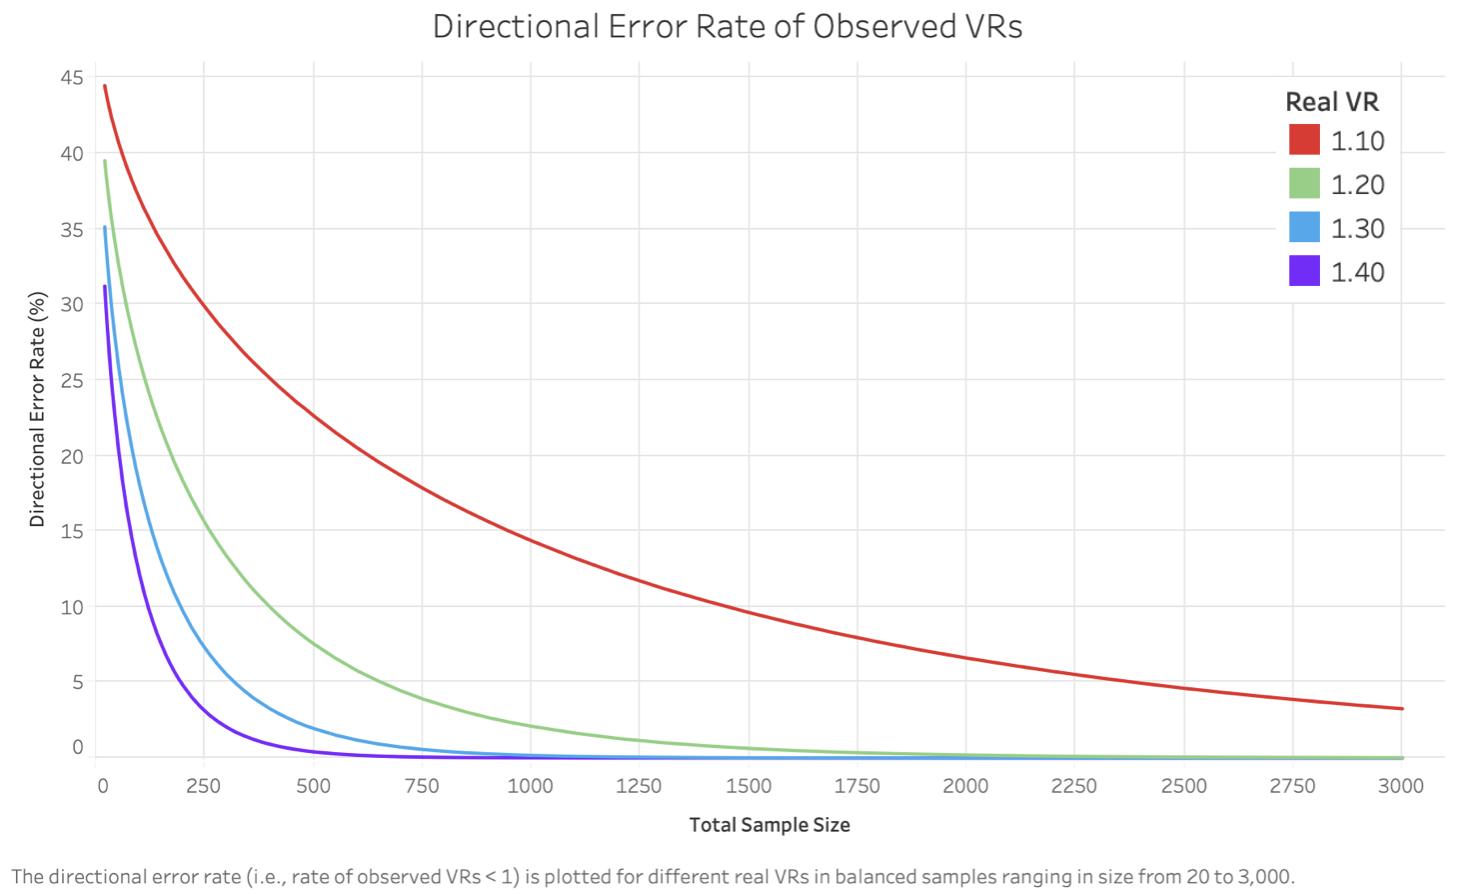 Directional Error Rate of Observed VRs
45
40
35
30
25
20
15
10
5
0
Directional Error Rate (%)
Real VR
1.10
1.20
1.30
1.40
0 250 500 750 1000 1250 1500 1750 2000 2250 2500 2750 3000
Total Sample Size
The directional error rate (i.e., rate of observed VRs < 1) is plotted for different real VRs in balanced samples ranging in size from 20 to 3,000.